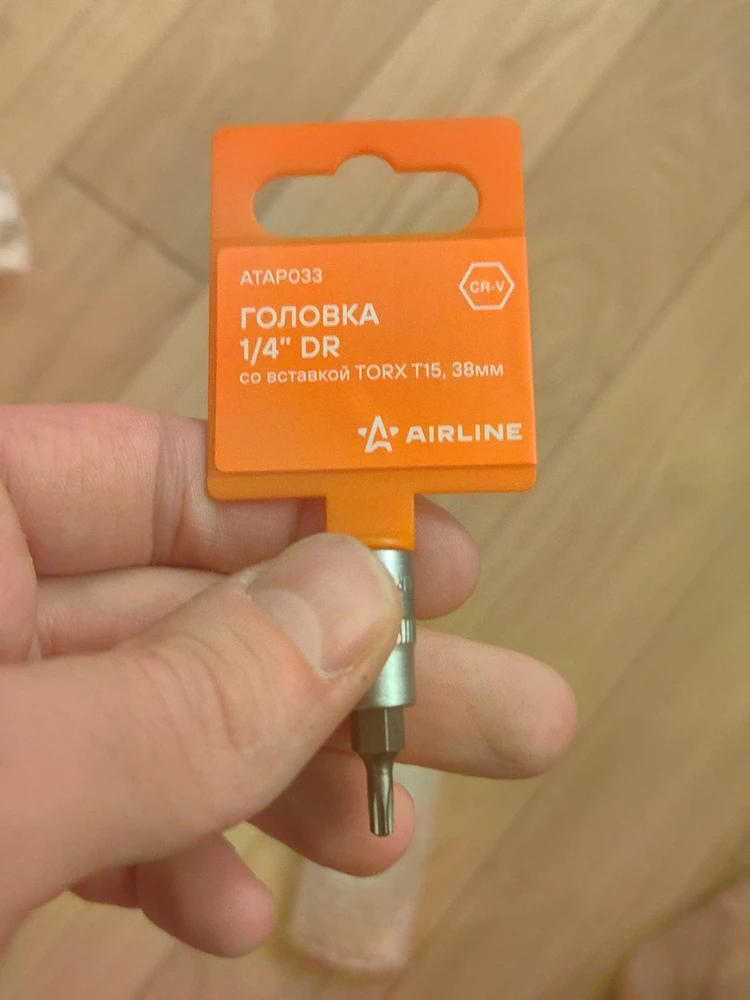 ATAP033
CR-V
ГОЛОВКА
1/4" DR
со вставкой TORX T15, 38мм
AIRLINE